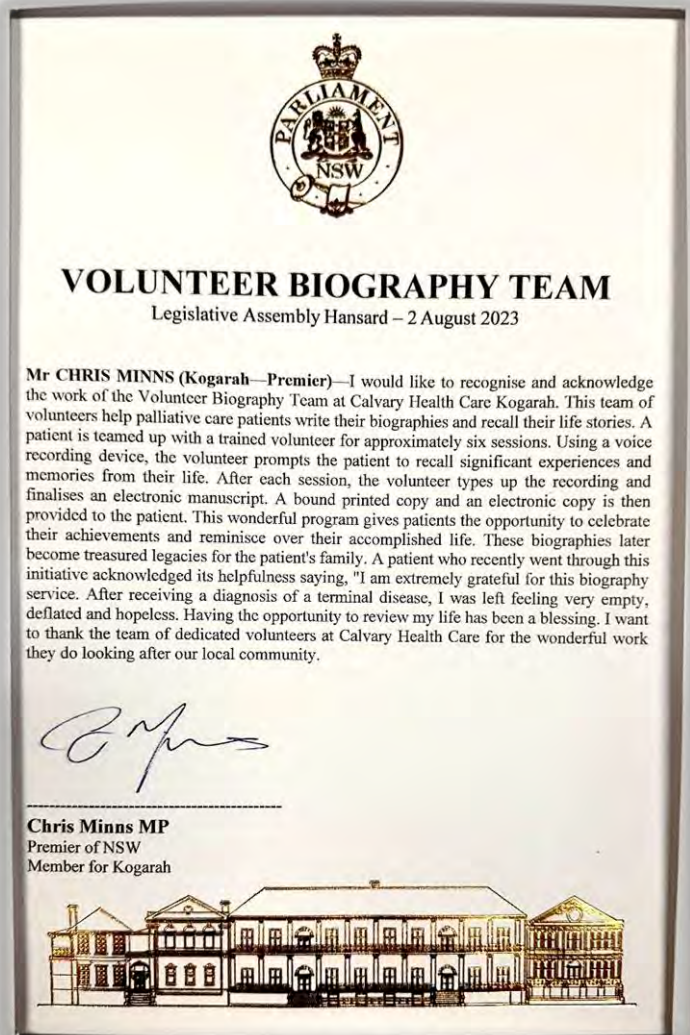 PARLIAMENT
NSW
VOLUNTEER BIOGRAPHY TEAM
Legislative Assembly Hansard – 2 August 2023
Mr CHRIS MINNS (Kogarah—Premier)—I would like to recognise and acknowledge
the work of the Volunteer Biography Team at Calvary Health Care Kogarah. This team of
volunteers help palliative care patients write their biographies and recall their life stories. A
patient is teamed up with a trained volunteer for approximately six sessions. Using a voice
recording device, the volunteer prompts the patient to recall significant experiences and
memories from their life. After each session, the volunteer types up the recording and
finalises an electronic manuscript. A bound printed copy and an electronic copy is then
provided to the patient. This wonderful program gives patients the opportunity to celebrate
their achievements and reminisce over their accomplished life. These biographies later
become treasured legacies for the patient's family. A patient who recently went through this
initiative acknowledged its helpfulness saying, "I am extremely grateful for this biography
service. After receiving a diagnosis of a terminal disease, I was left feeling very empty,
deflated and hopeless. Having the opportunity to review my life has been a blessing. I want
to thank the team of dedicated volunteers at Calvary Health Care for the wonderful work
they do looking after our local community.
Chris Minns MP
Premier of NSW
Member for Kogarah